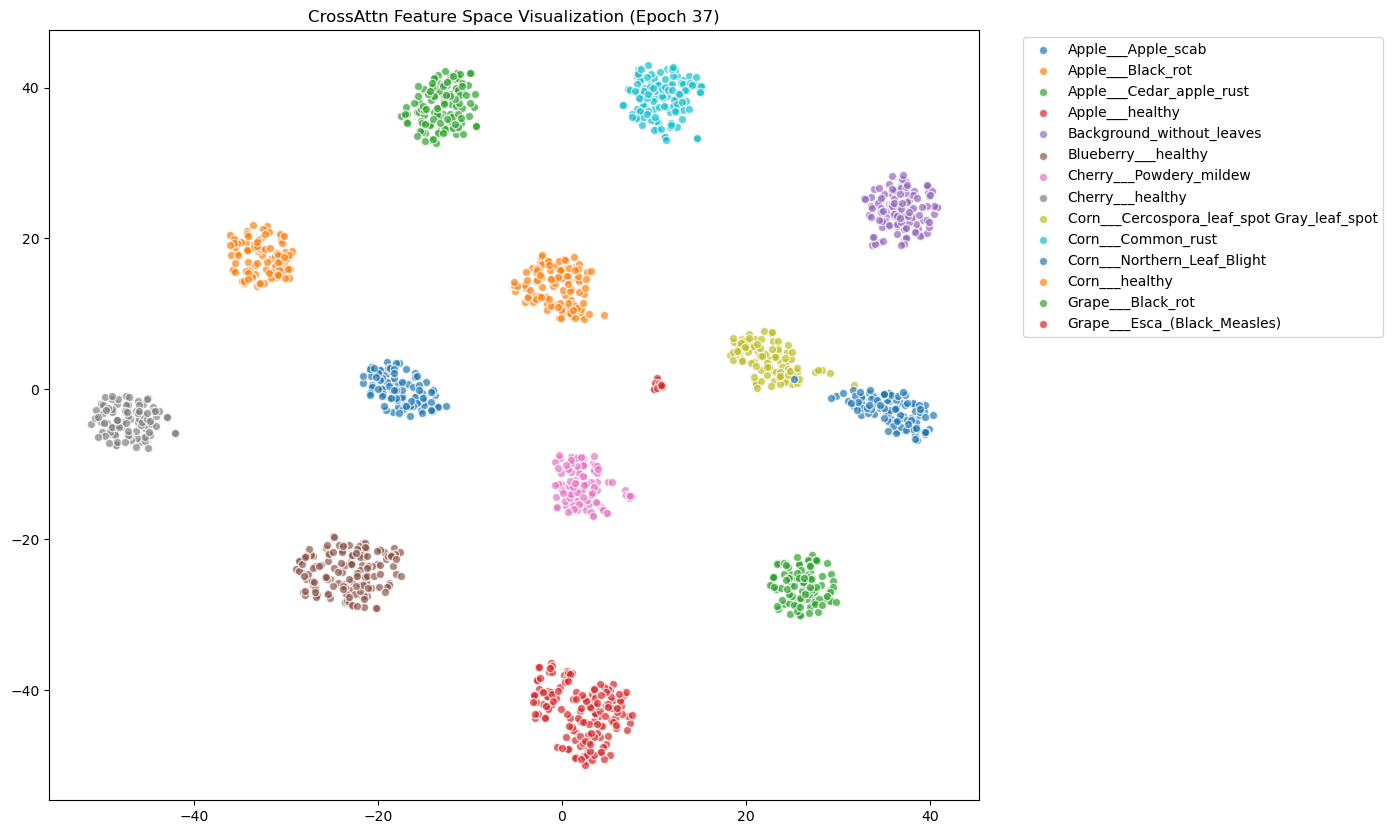 CrossAttn Feature Space Visualization (Epoch 37)
Apple___Apple_scab
Apple___Black_rot
Apple___Cedar_apple_rust
Apple___healthy
Background_without_leaves
Blueberry___healthy
Cherry___Powdery_mildew
Cherry___healthy
Corn___Cercospora_leaf_spot Gray_leaf_spot
Corn___Common_rust
Corn___Northern_Leaf_Blight
Corn___healthy
Grape___Black_rot
Grape___Esca_(Black_Measles)
40
20
0
−20
−40
−40
−20
0
20
40